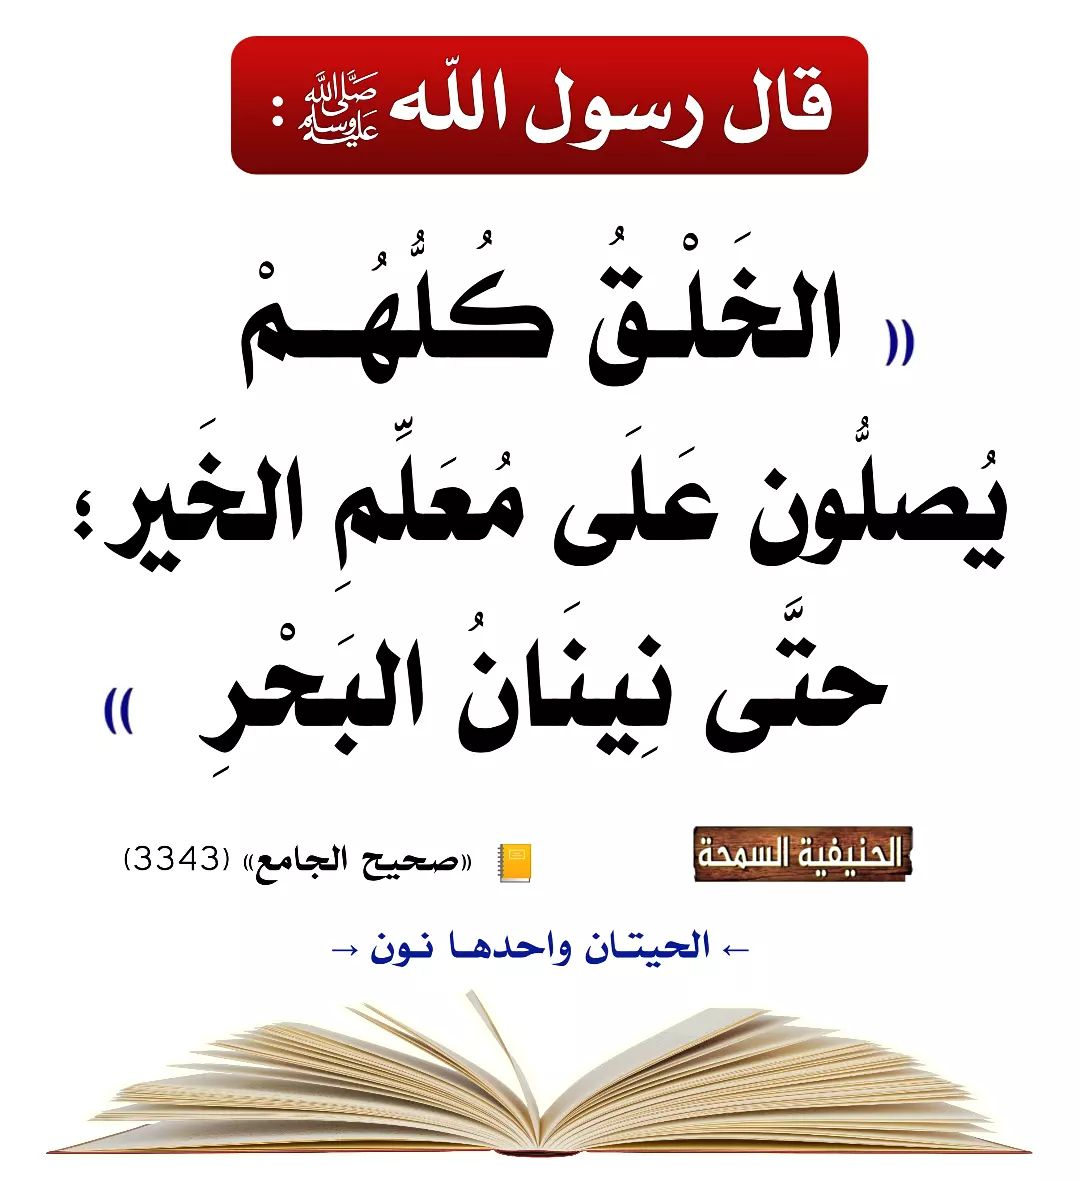 قال رسول الله ﷺ :
(( الخَلْقُ كُلُّهُمْ
يُصلُّون عَلَى مُعَلِّمِ الخَير؛
حتَّى نِينَانُ البَحْرِ ))
الحنيفية السمحة
📒 «صحيح الجامع» (3343)
← الحيتان واحدها نون →